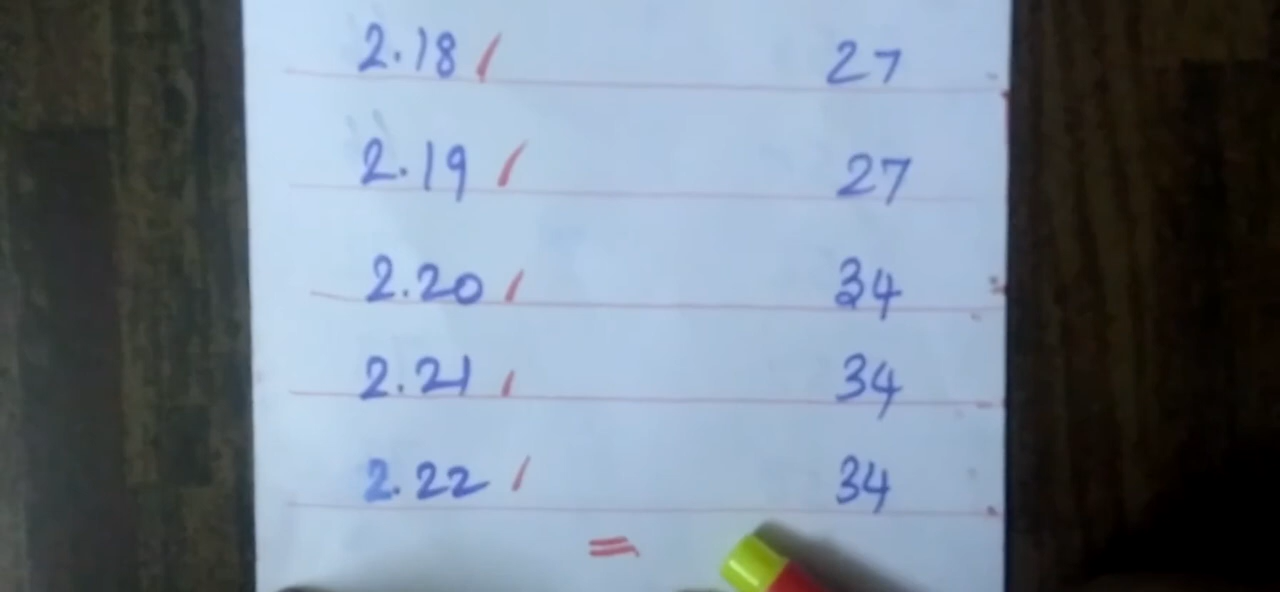 2.18 / 27
2.19 / 27
2.20 / 34
2.21 / 34
2.22 / 34
=